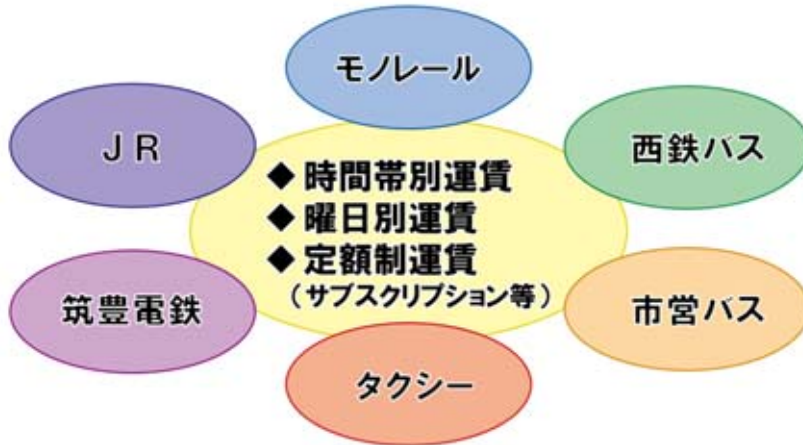 モノレール
JR
西鉄バス
◆ 時間帯別運賃
◆ 曜日別運賃
◆ 定額制運賃
（サブスクリプション等）
筑豊電鉄
市営バス
タクシー